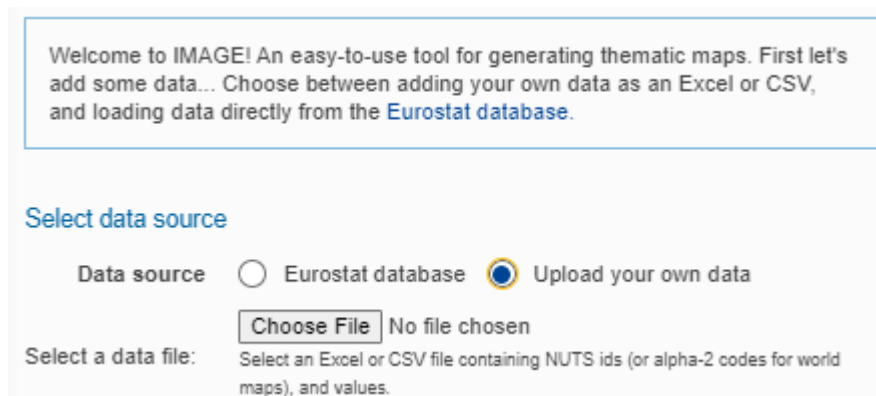 Welcome to IMAGE! An easy-to-use tool for generating thematic maps. First let's
add some data... Choose between adding your own data as an Excel or CSV,
and loading data directly from the Eurostat database.
Select data source
Data source Eurostat database Upload your own data
Select a data file: Choose File No file chosen
Select an Excel or CSV file containing NUTS ids (or alpha-2 codes for world
maps), and values.